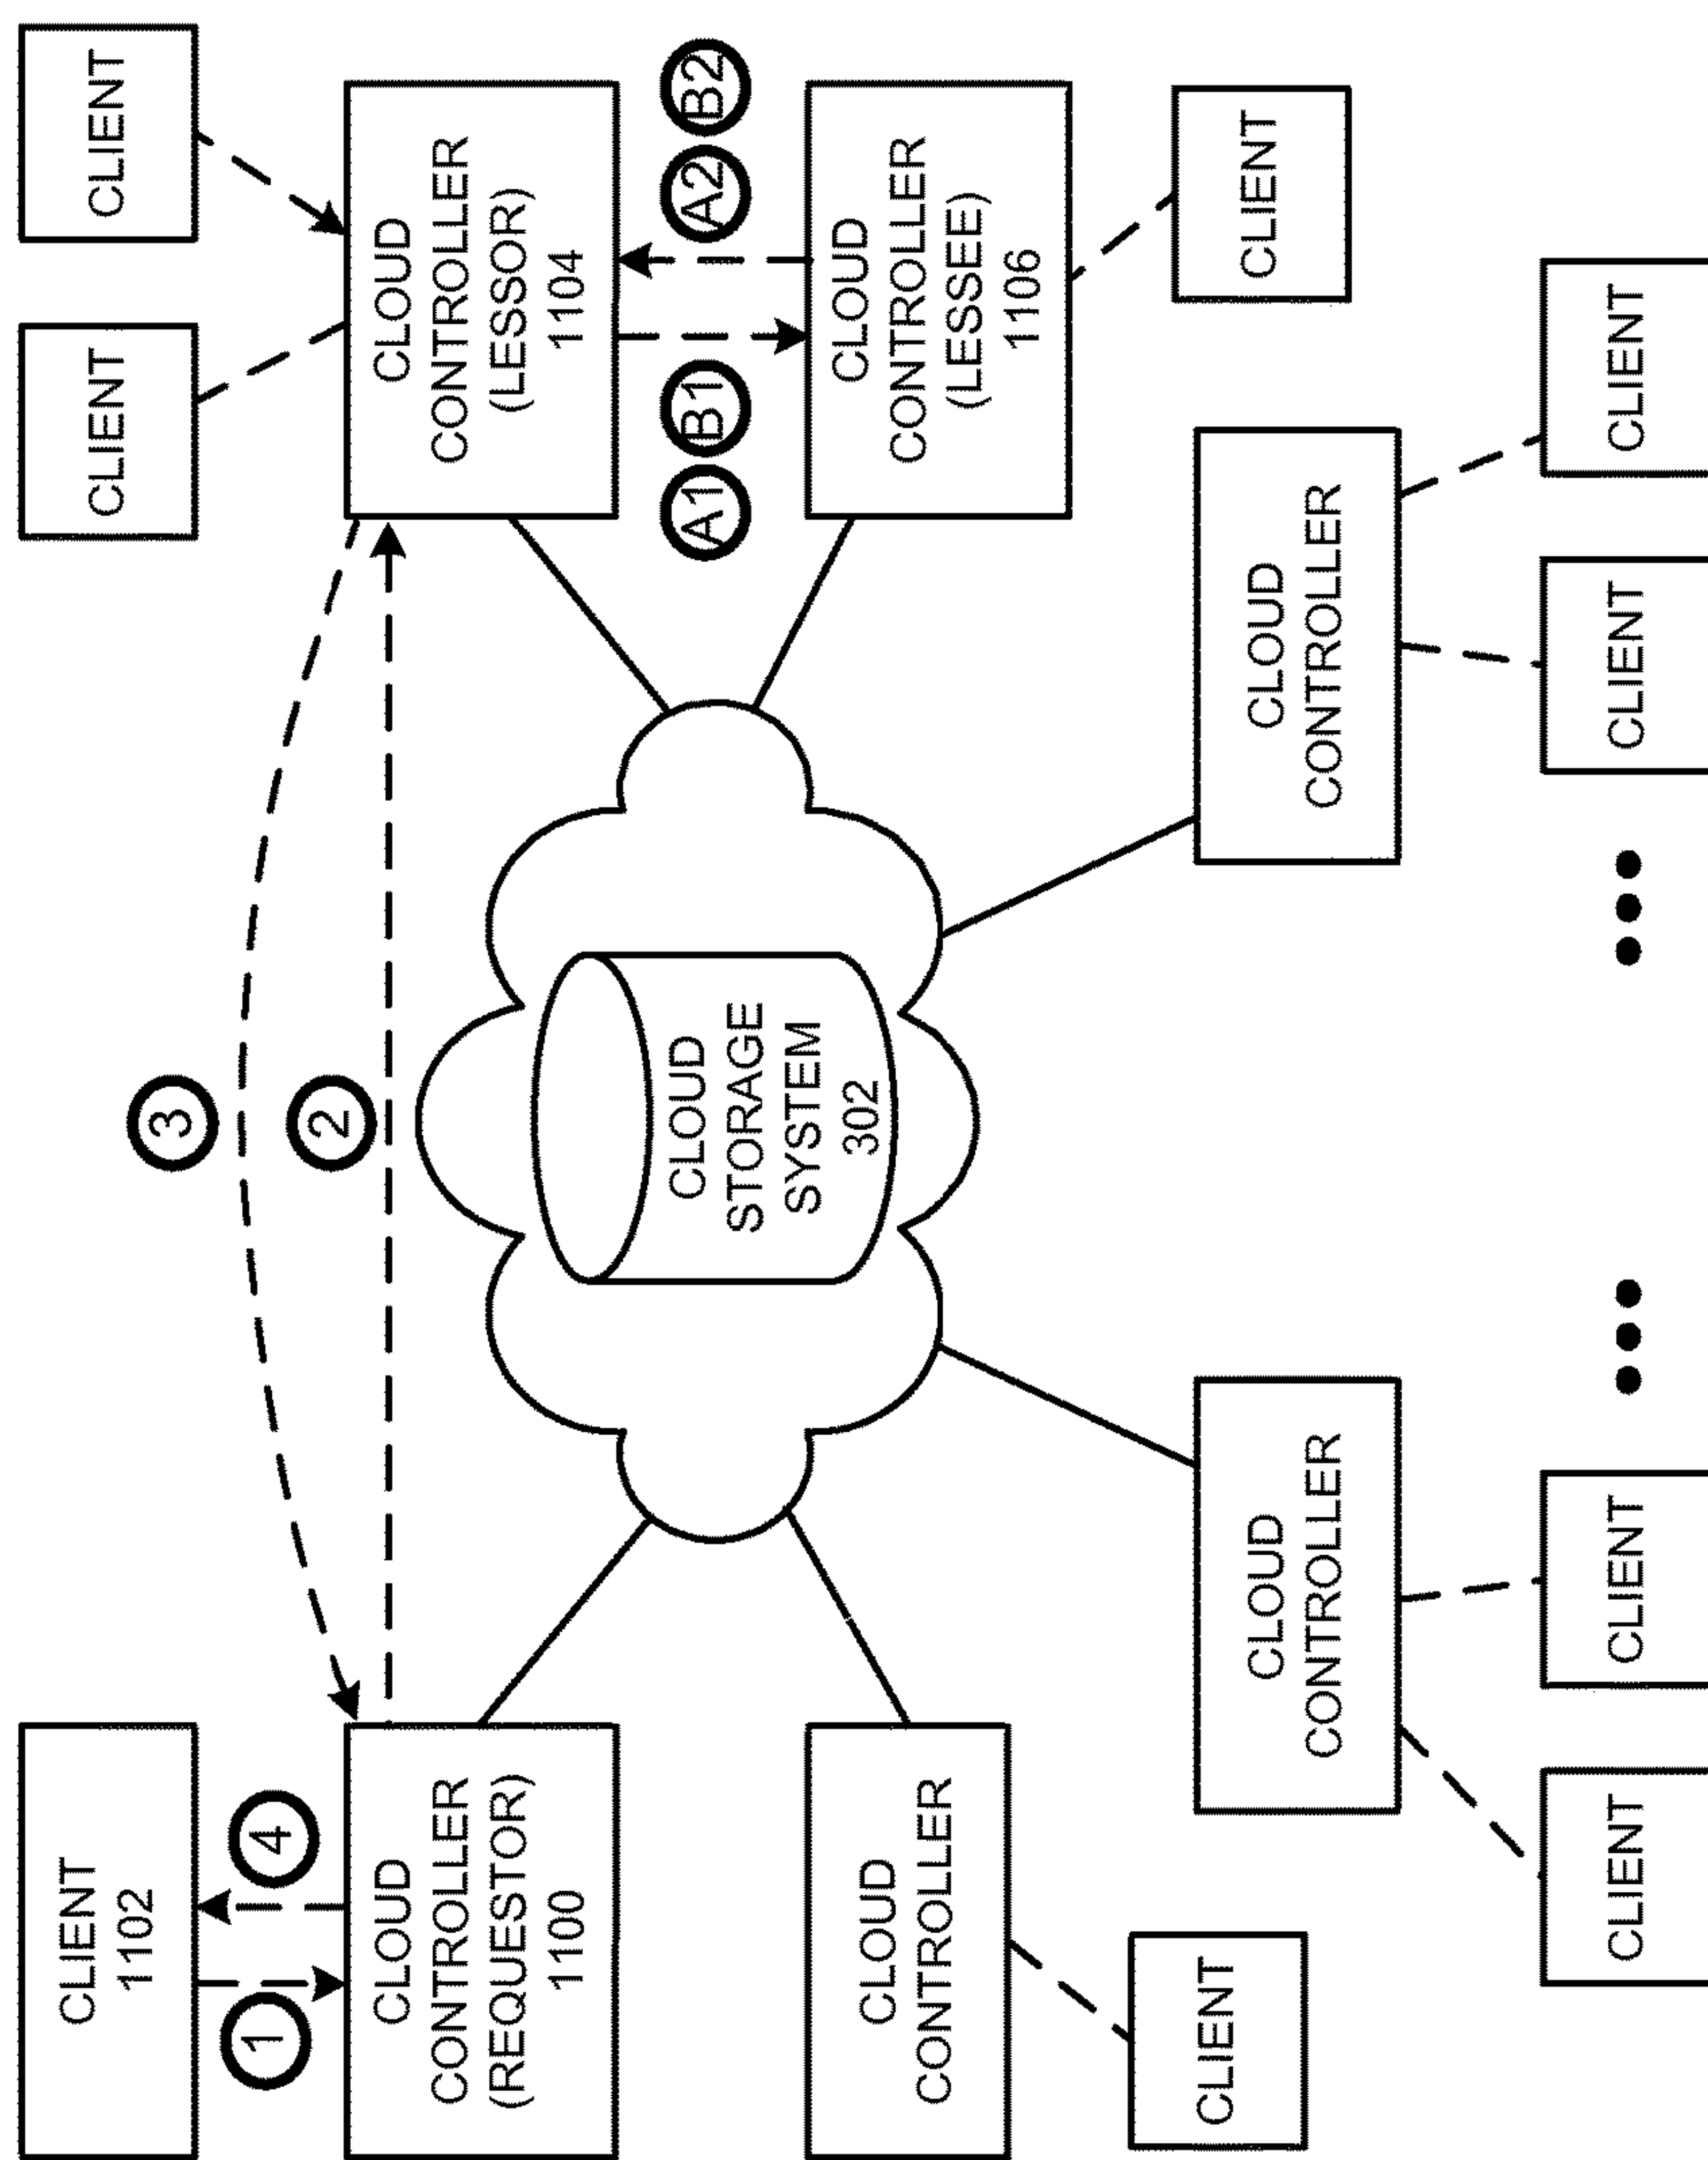 CLIENT
1102
1
4
CLOUD
CONTROLLER
(REQUESTOR)
1100
3
2
CLIENT
CLIENT
CLOUD
CONTROLLER
(LESSOR)
1104
A1
B1
A2
B2
CLOUD
CONTROLLER
(LESSEE)
1106
CLIENT
CLOUD
STORAGE
SYSTEM
302
CLOUD
CONTROLLER
CLIENT
CLOUD
CONTROLLER
CLIENT
CLIENT
CLOUD
CONTROLLER
CLIENT
CLIENT